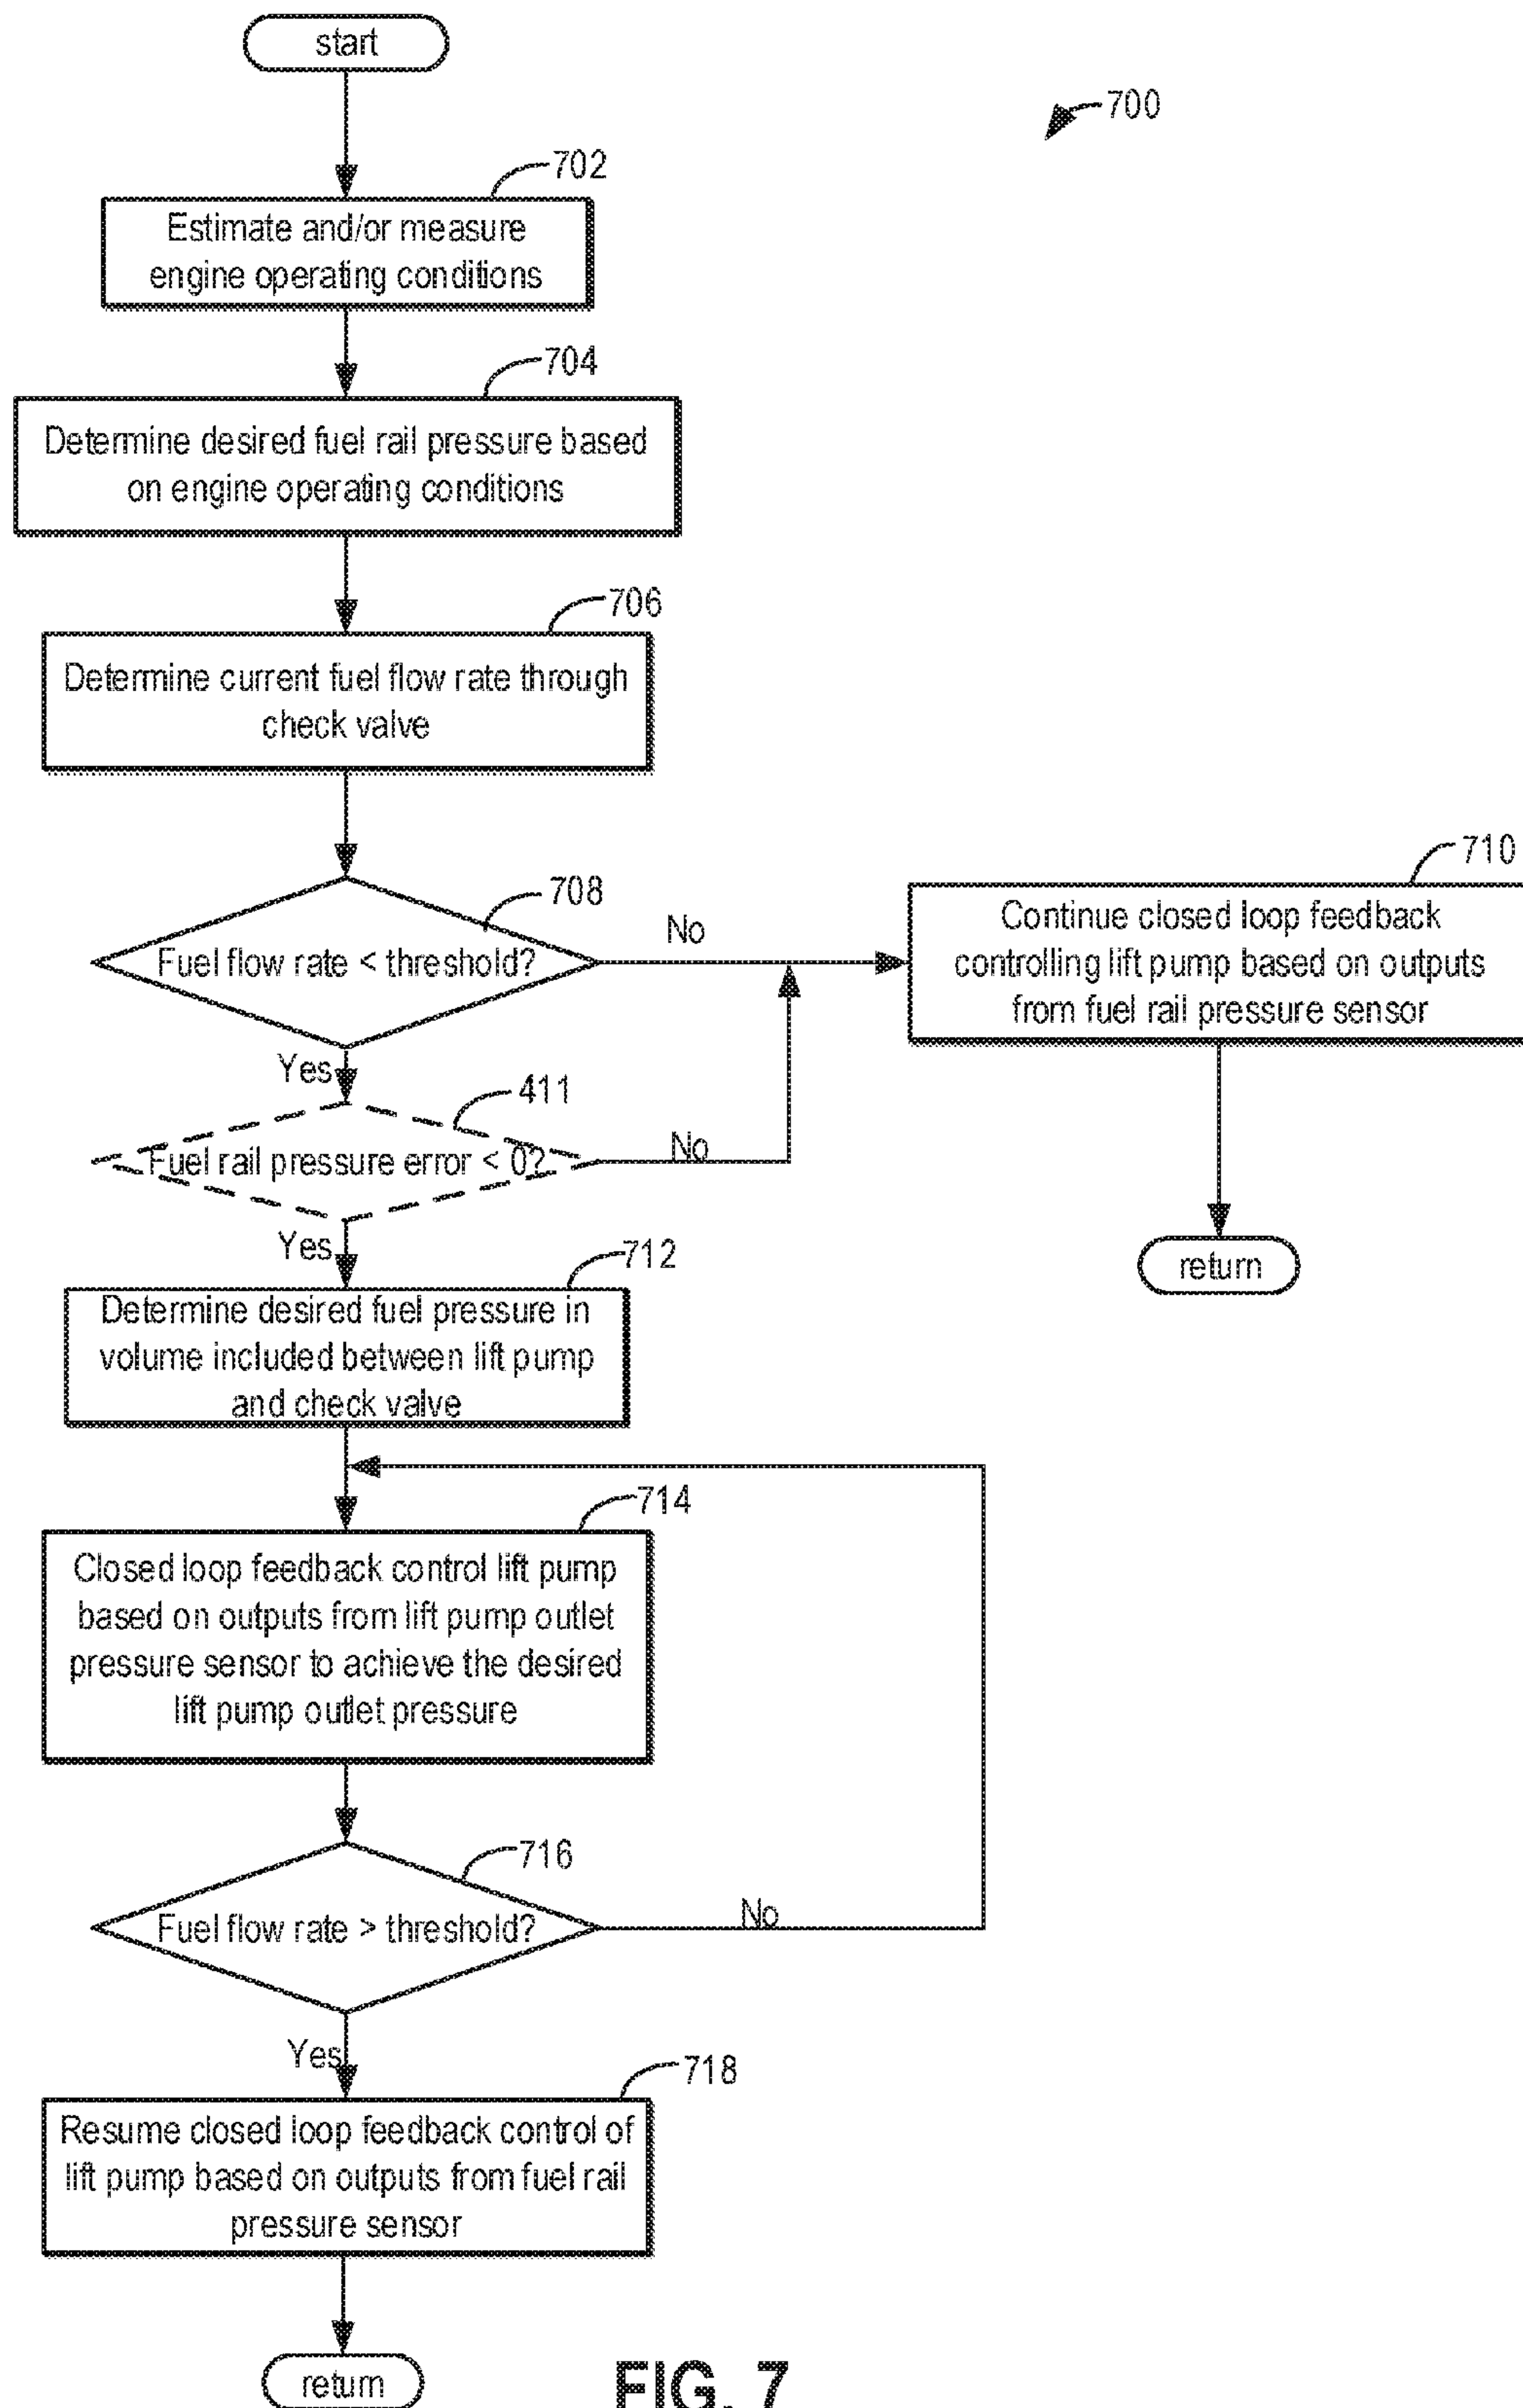 start
700
702
Estimate and/or measure
engine operating conditions
704
Determine desired fuel rail pressure based
on engine operating conditions
706
Determine current fuel flow rate through
check valve
708
Fuel flow rate < threshold?
No
710
Continue closed loop feedback
controlling lift pump based on outputs
from fuel rail pressure sensor
return
Yes
411
Fuel rail pressure error < 0?
No
Yes
712
Determine desired fuel pressure in
volume included between lift pump
and check valve
714
Closed loop feedback control lift pump
based on outputs from lift pump outlet
pressure sensor to achieve the desired
lift pump outlet pressure
716
Fuel flow rate > threshold?
No
Yes
718
Resume closed loop feedback control of
lift pump based on outputs from fuel rail
pressure sensor
return
FIG. 7